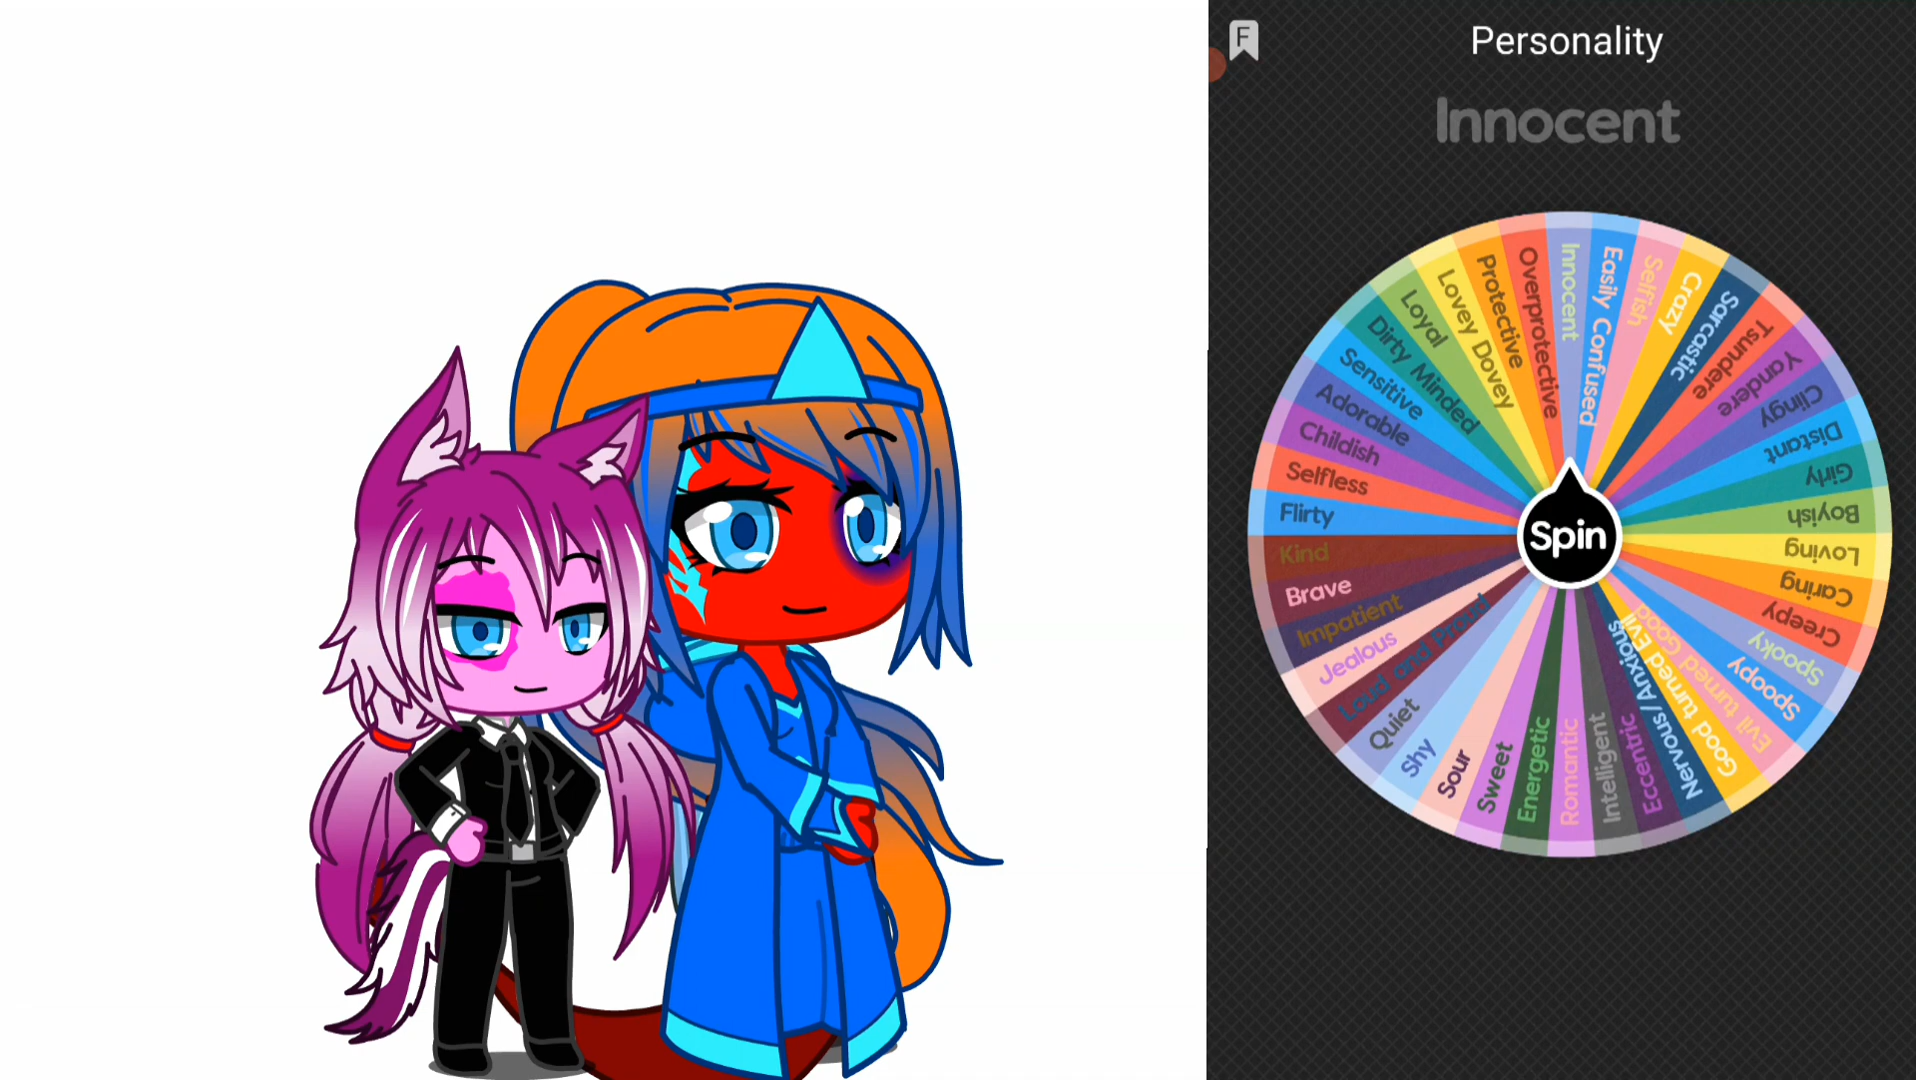 F
Personality
Innocent
Innocent
Easily Confused
Selfish
Crazy
Sarcastic
Tsundere
Yandere
Clingy
Distant
Girly
Boyish
Loving
Caring
Creepy
Spooky
Spoopy
Evil turned Good
Good turned Evil
Nervous/Anxious
Eccentric
Intelligent
Romantic
Energetic
Sweet
Sour
Shy
Quiet
Loud and Proud
Jealous
Impatient
Brave
Kind
Flirty
Selfless
Childish
Adorable
Sensitive
Dirty Minded
Loyal
Lovey Dovey
Protective
Overprotective
Spin